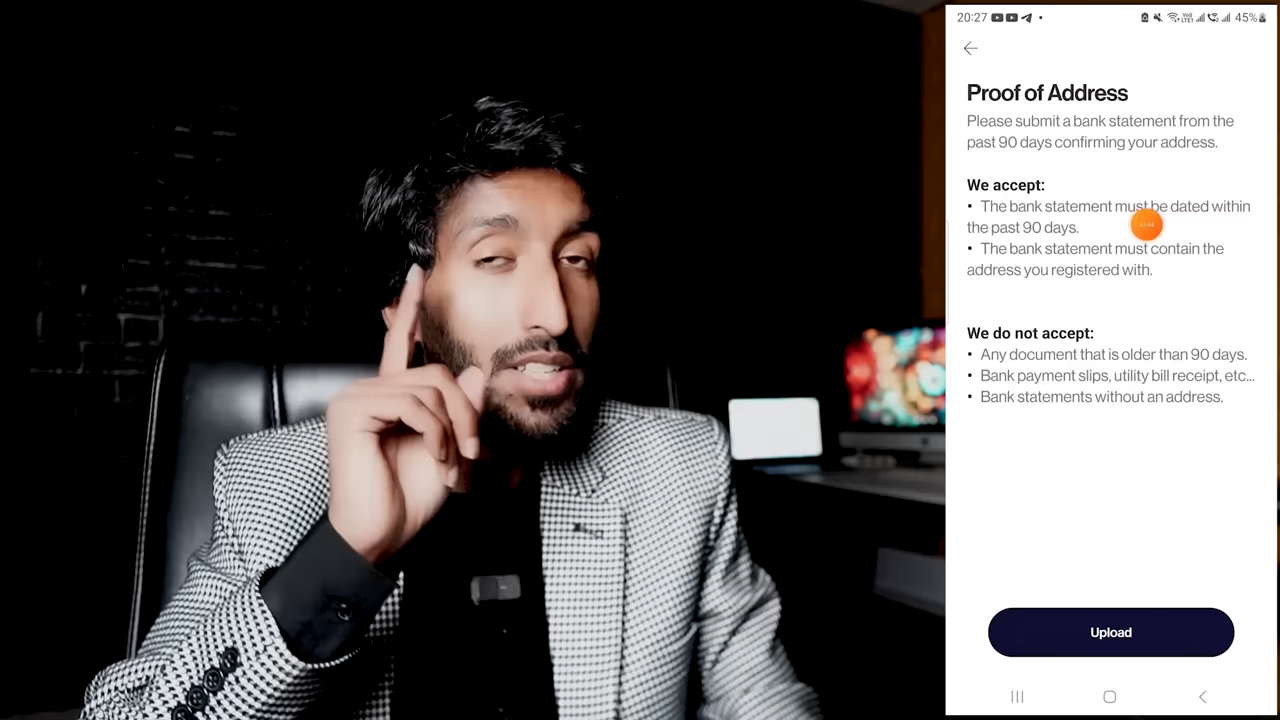 20:27
45%
Proof of Address
Please submit a bank statement from the
past 90 days confirming your address.
We accept:
• The bank statement must be dated within
the past 90 days.
• The bank statement must contain the
address you registered with.
We do not accept:
• Any document that is older than 90 days.
• Bank payment slips, utility bill receipt, etc...
• Bank statements without an address.
Upload